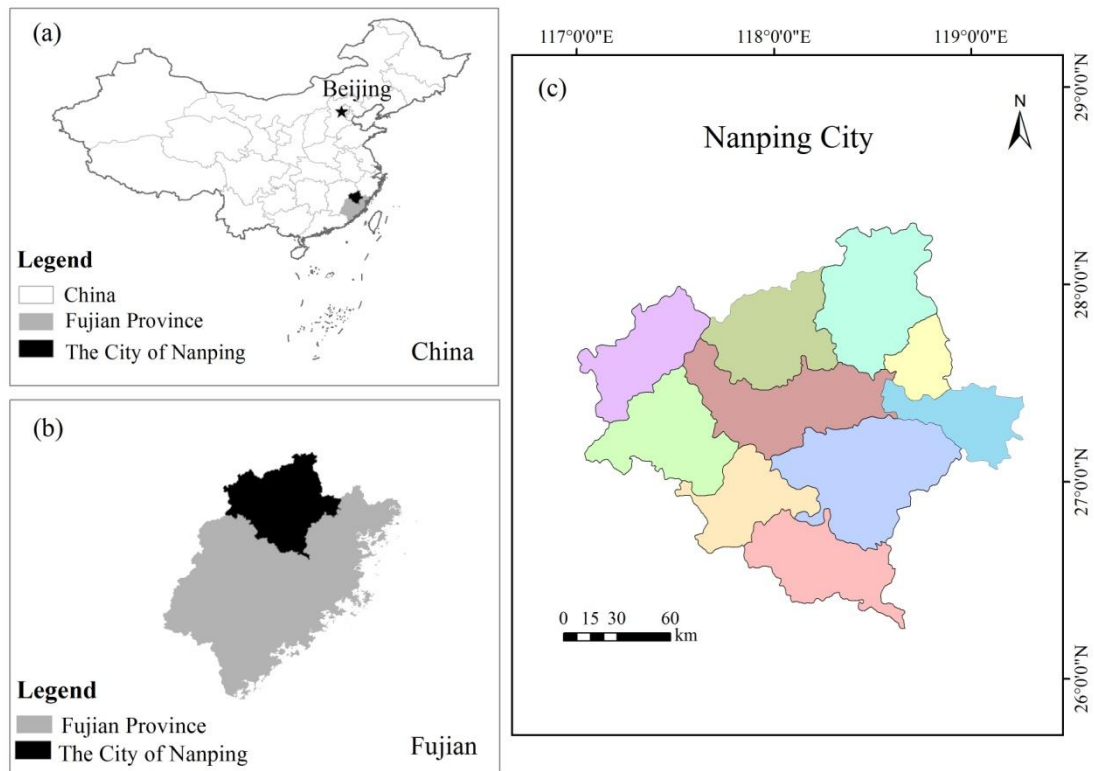 (a)
Beijing
Legend
China
Fujian Province
The City of Nanping
China
(b)
Legend
Fujian Province
The City of Nanping
Fujian
117°0'0"E
118°0'0"E
119°0'0"E
(c)
Nanping City
N
29°0'0"N
28°0'0"N
27°0'0"N
26°0'0"N
0 15 30 60
km